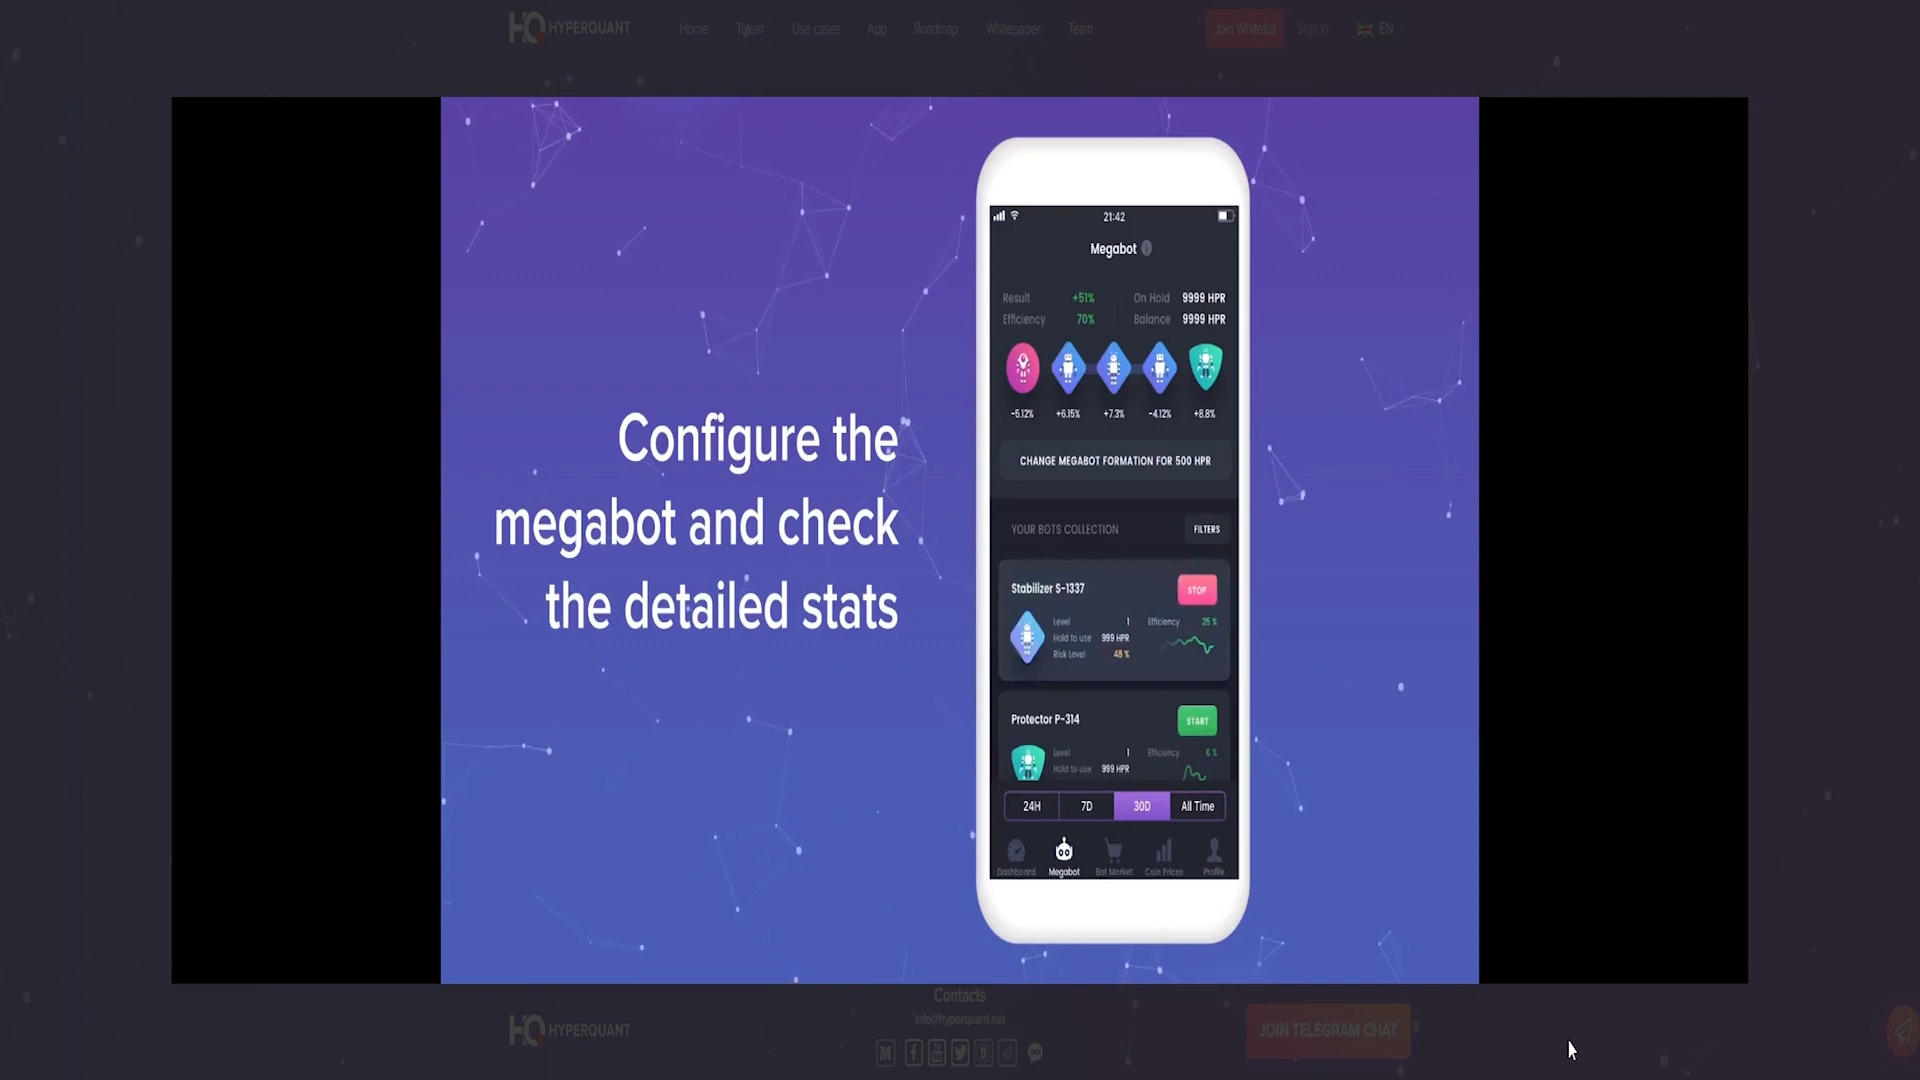 HYPERQUANT
Home
Token
Use cases
App
Roadmap
Whitepaper
Team
Join Whitelist
Sign in
EN
Configure the
megabot and check
the detailed stats
21:42
Megabot
Result +51% On Hold 9999 HPR
Efficiency 70% Balance 9999 HPR
-5.12% +6.15% +7.3% -4.12% +8.8%
CHANGE MEGABOT FORMATION FOR 500 HPR
YOUR BOTS COLLECTION FILTERS
Stabilizer S-1337 STOP
Level 1 Efficiency 25 %
Hold to use 999 HPR
Risk Level 48 %
Protector P-314 START
Level 1 Efficiency 6 %
Hold to use 999 HPR
24H 7D 30D All Time
Dashboard Megabot Bot Market Coin Prices Profile
Contacts
info@hyperquant.net
HYPERQUANT
JOIN TELEGRAM CHAT